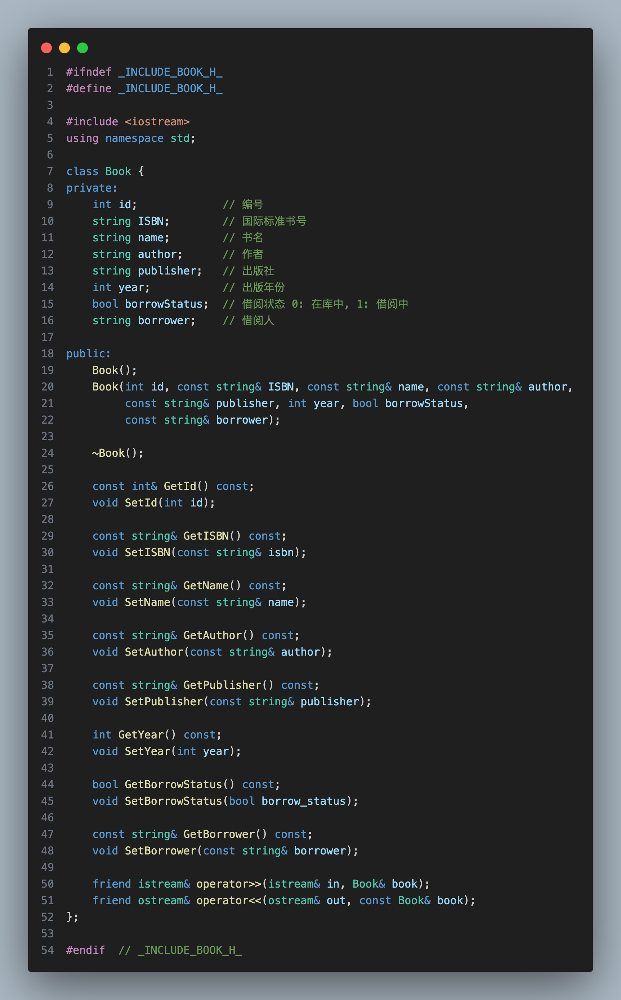 1 #ifndef _INCLUDE_BOOK_H_
2 #define _INCLUDE_BOOK_H_
3
4 #include <iostream>
5 using namespace std;
6
7 class Book {
8 private:
9     int id;             // 编号
10     string ISBN;        // 国际标准书号
11     string name;        // 书名
12     string author;      // 作者
13     string publisher;   // 出版社
14     int year;           // 出版年份
15     bool borrowStatus;  // 借阅状态 0: 在库中, 1: 借阅中
16     string borrower;    // 借阅人
17
18 public:
19     Book();
20     Book(int id, const string& ISBN, const string& name, const string& author,
21          const string& publisher, int year, bool borrowStatus,
22          const string& borrower);
23
24     ~Book();
25
26     const int& GetId() const;
27     void SetId(int id);
28
29     const string& GetISBN() const;
30     void SetISBN(const string& isbn);
31
32     const string& GetName() const;
33     void SetName(const string& name);
34
35     const string& GetAuthor() const;
36     void SetAuthor(const string& author);
37
38     const string& GetPublisher() const;
39     void SetPublisher(const string& publisher);
40
41     int GetYear() const;
42     void SetYear(int year);
43
44     bool GetBorrowStatus() const;
45     void SetBorrowStatus(bool borrow_status);
46
47     const string& GetBorrower() const;
48     void SetBorrower(const string& borrower);
49
50     friend istream& operator>>(istream& in, Book& book);
51     friend ostream& operator<<(ostream& out, const Book& book);
52 };
53
54 #endif  // _INCLUDE_BOOK_H_